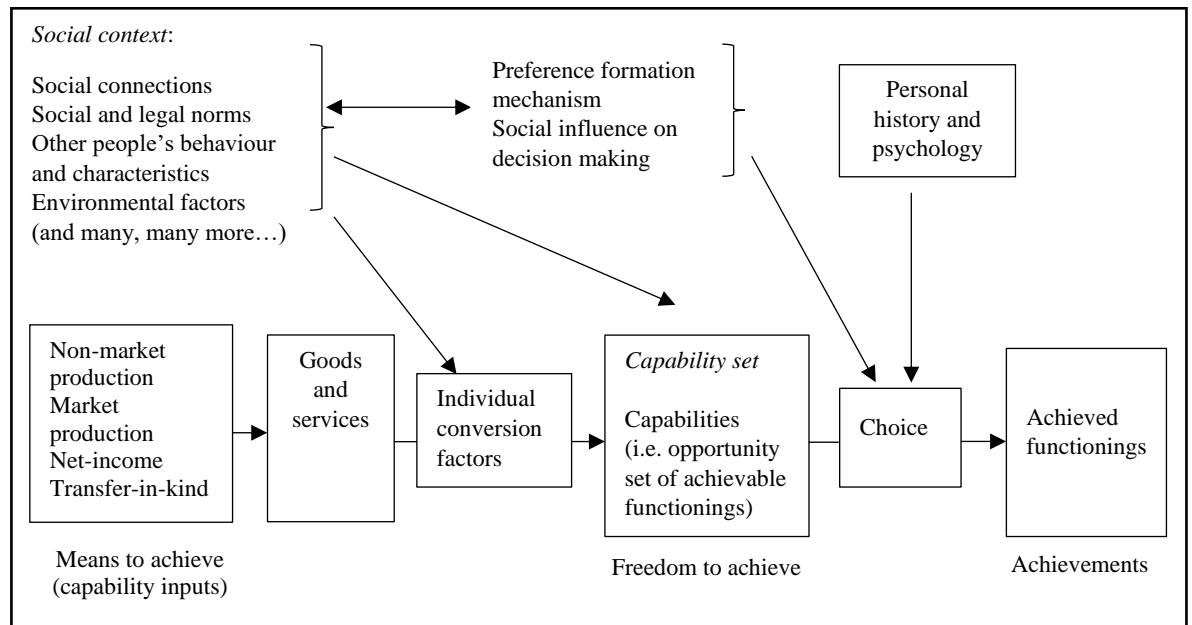 Social context:
Social connections
Social and legal norms
Other people’s behaviour
and characteristics
Environmental factors
(and many, many more…)
Preference formation
mechanism
Social influence on
decision making
Personal
history and
psychology
Non-market
production
Market
production
Net-income
Transfer-in-kind
Goods
and
services
Individual
conversion
factors
Capability set
Capabilities
(i.e. opportunity
set of achievable
functionings)
Choice
Achieved
functionings
Means to achieve
(capability inputs)
Freedom to achieve
Achievements